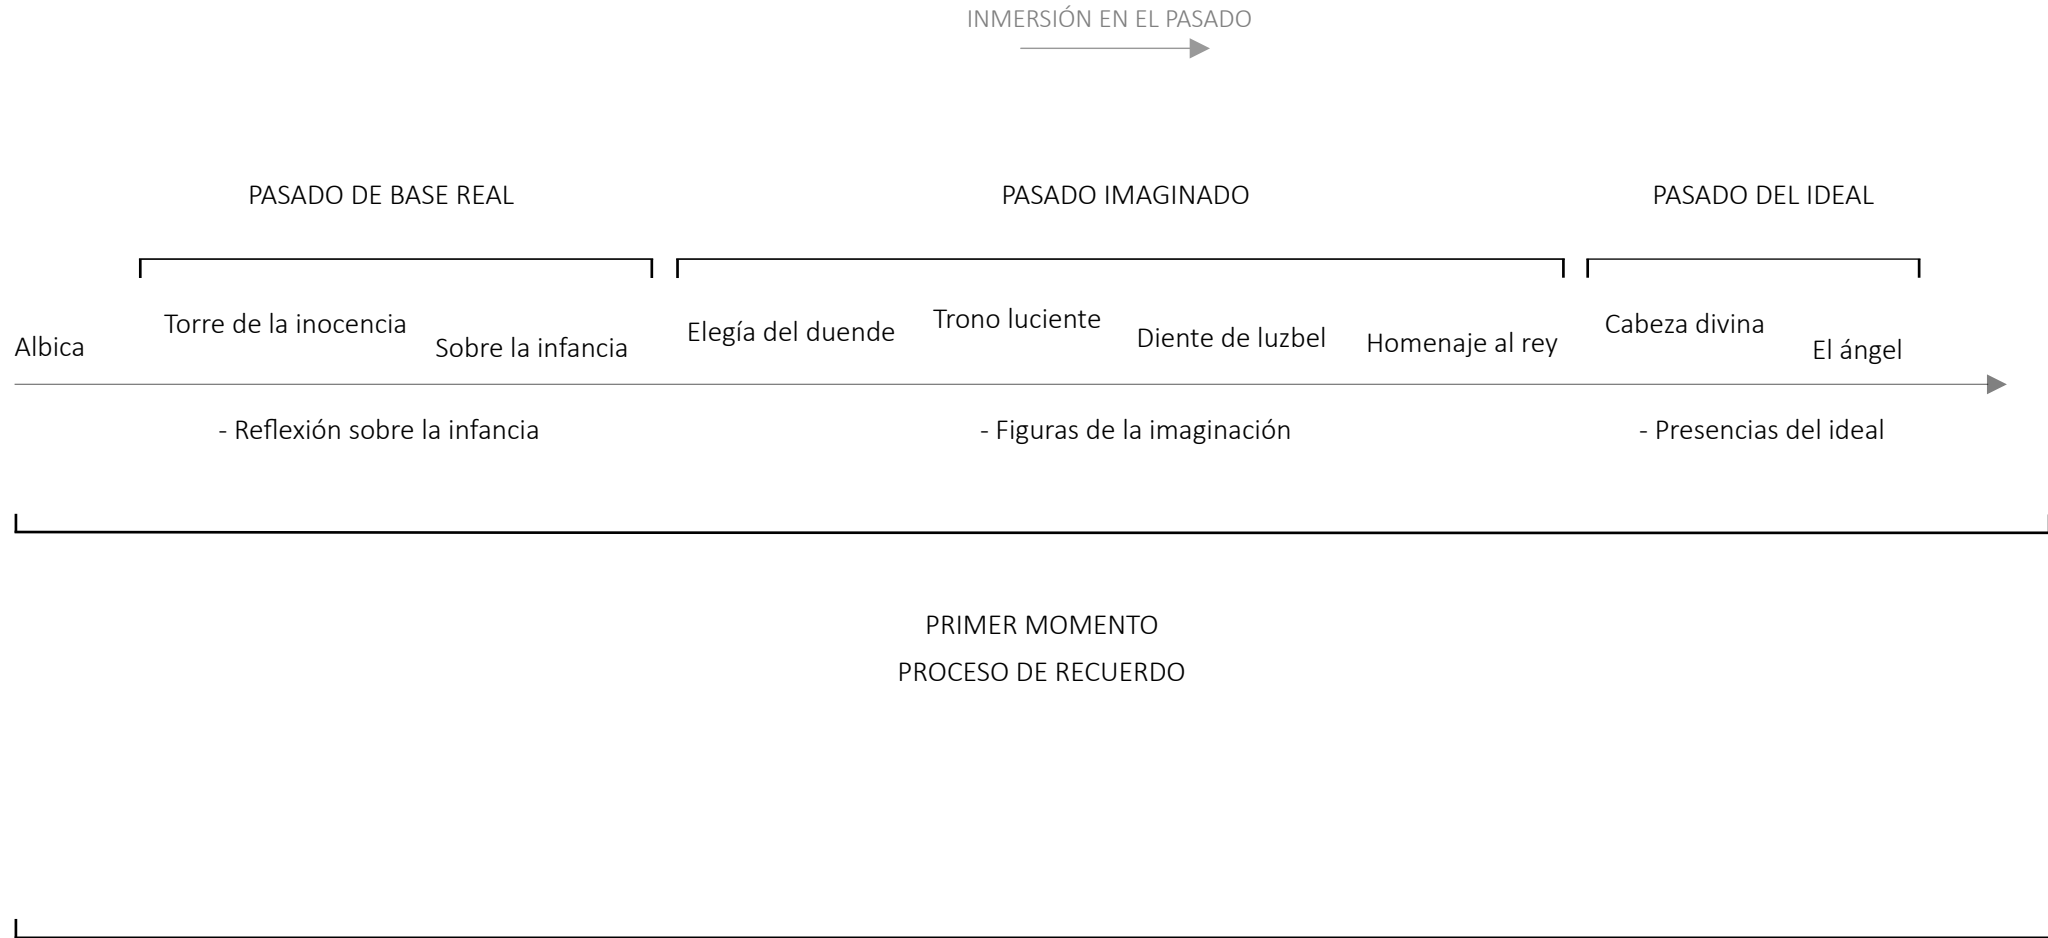 INMERSIÓN EN EL PASADO
PASADO DE BASE REAL
PASADO IMAGINADO
PASADO DEL IDEAL
Albica
Torre de la inocencia
Sobre la infancia
Elegía del duende
Trono luciente
Diente de luzbel
Homenaje al rey
Cabeza divina
El ángel
- Reflexión sobre la infancia
- Figuras de la imaginación
- Presencias del ideal
PRIMER MOMENTO
PROCESO DE RECUERDO